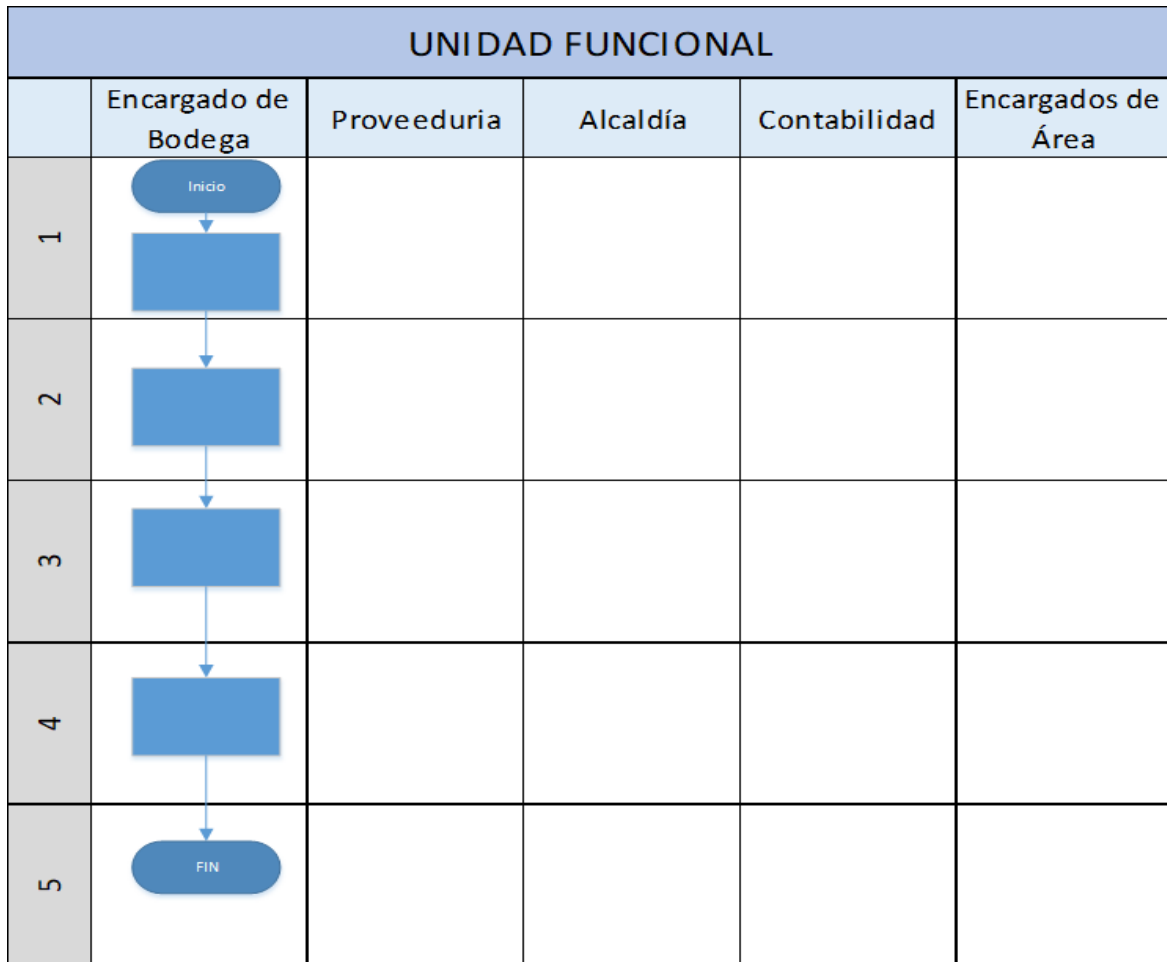 UNIDAD FUNCIONAL
Encargado de
Bodega
Proveeduria
Alcaldía
Contabilidad
Encargados de
Área
1
Inicio
2
3
4
5
FIN